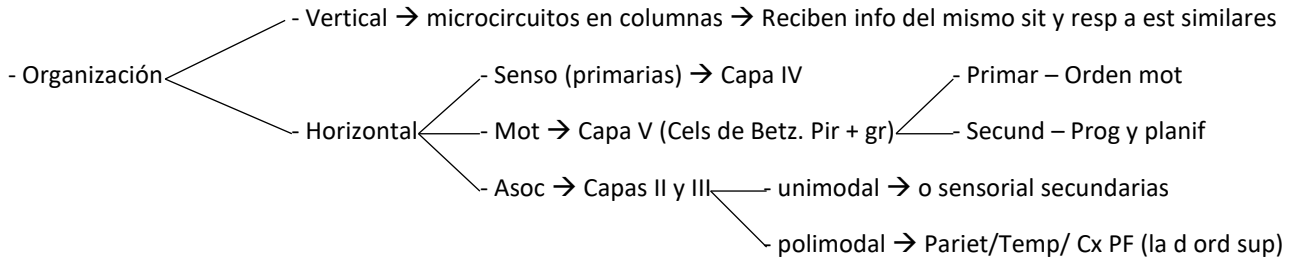 - Vertical → microcircuitos en columnas → Reciben info del mismo sit y resp a est similares
- Organización
- Senso (primarias) → Capa IV
- Primar – Orden mot
- Horizontal
- Mot → Capa V (Cels de Betz. Pir + gr)
- Secund – Prog y planif
- Asoc → Capas II y III
- unimodal → o sensorial secundarias
- polimodal → Pariet/Temp/ Cx PF (la d ord sup)